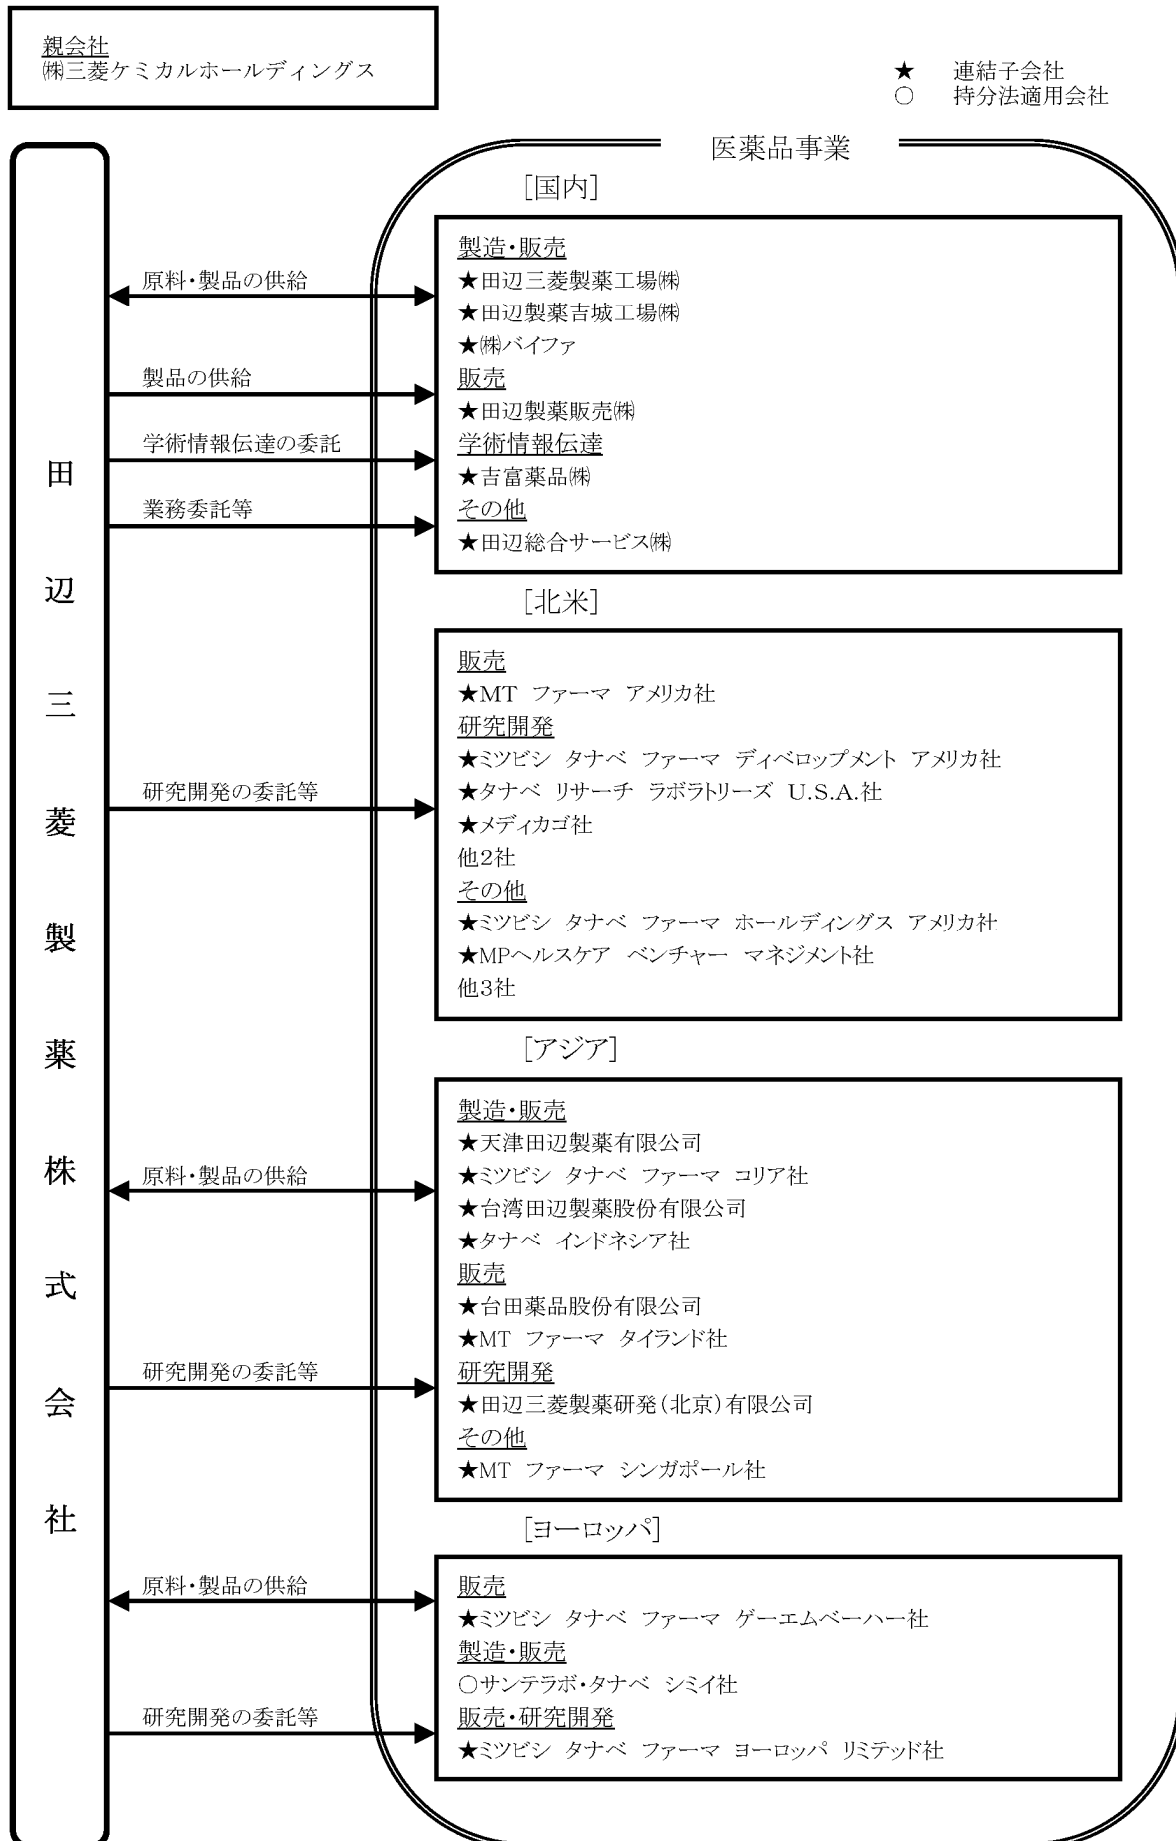 親会社
㈱三菱ケミカルホールディングス
★ 連結子会社
○ 持分法適用会社
田辺三菱製薬株式会社
医薬品事業
[国内]
原料・製品の供給
製品の供給
学術情報伝達の委託
業務委託等
製造・販売
★田辺三菱製薬工場㈱
★田辺製薬吉城工場㈱
★㈱バイファ
販売
★田辺製薬販売㈱
学術情報伝達
★吉富薬品㈱
その他
★田辺総合サービス㈱
[北米]
研究開発の委託等
販売
★MT ファーマ アメリカ社
研究開発
★ミツビシ タナベ ファーマ ディベロップメント アメリカ社
★タナベ リサーチ ラボラトリーズ U.S.A.社
★メディカゴ社
他2社
その他
★ミツビシ タナベ ファーマ ホールディングス アメリカ社
★MPヘルスケア ベンチャー マネジメント社
他3社
[アジア]
原料・製品の供給
研究開発の委託等
製造・販売
★天津田辺製薬有限公司
★ミツビシ タナベ ファーマ コリア社
★台湾田辺製薬股份有限公司
★タナベ インドネシア社
販売
★台田薬品股份有限公司
★MT ファーマ タイランド社
研究開発
★田辺三菱製薬研発(北京)有限公司
その他
★MT ファーマ シンガポール社
[ヨーロッパ]
原料・製品の供給
研究開発の委託等
販売
★ミツビシ タナベ ファーマ ゲーエムベーハー社
製造・販売
○サンテラボ・タナベ シミイ社
販売・研究開発
★ミツビシ タナベ ファーマ ヨーロッパ リミテッド社